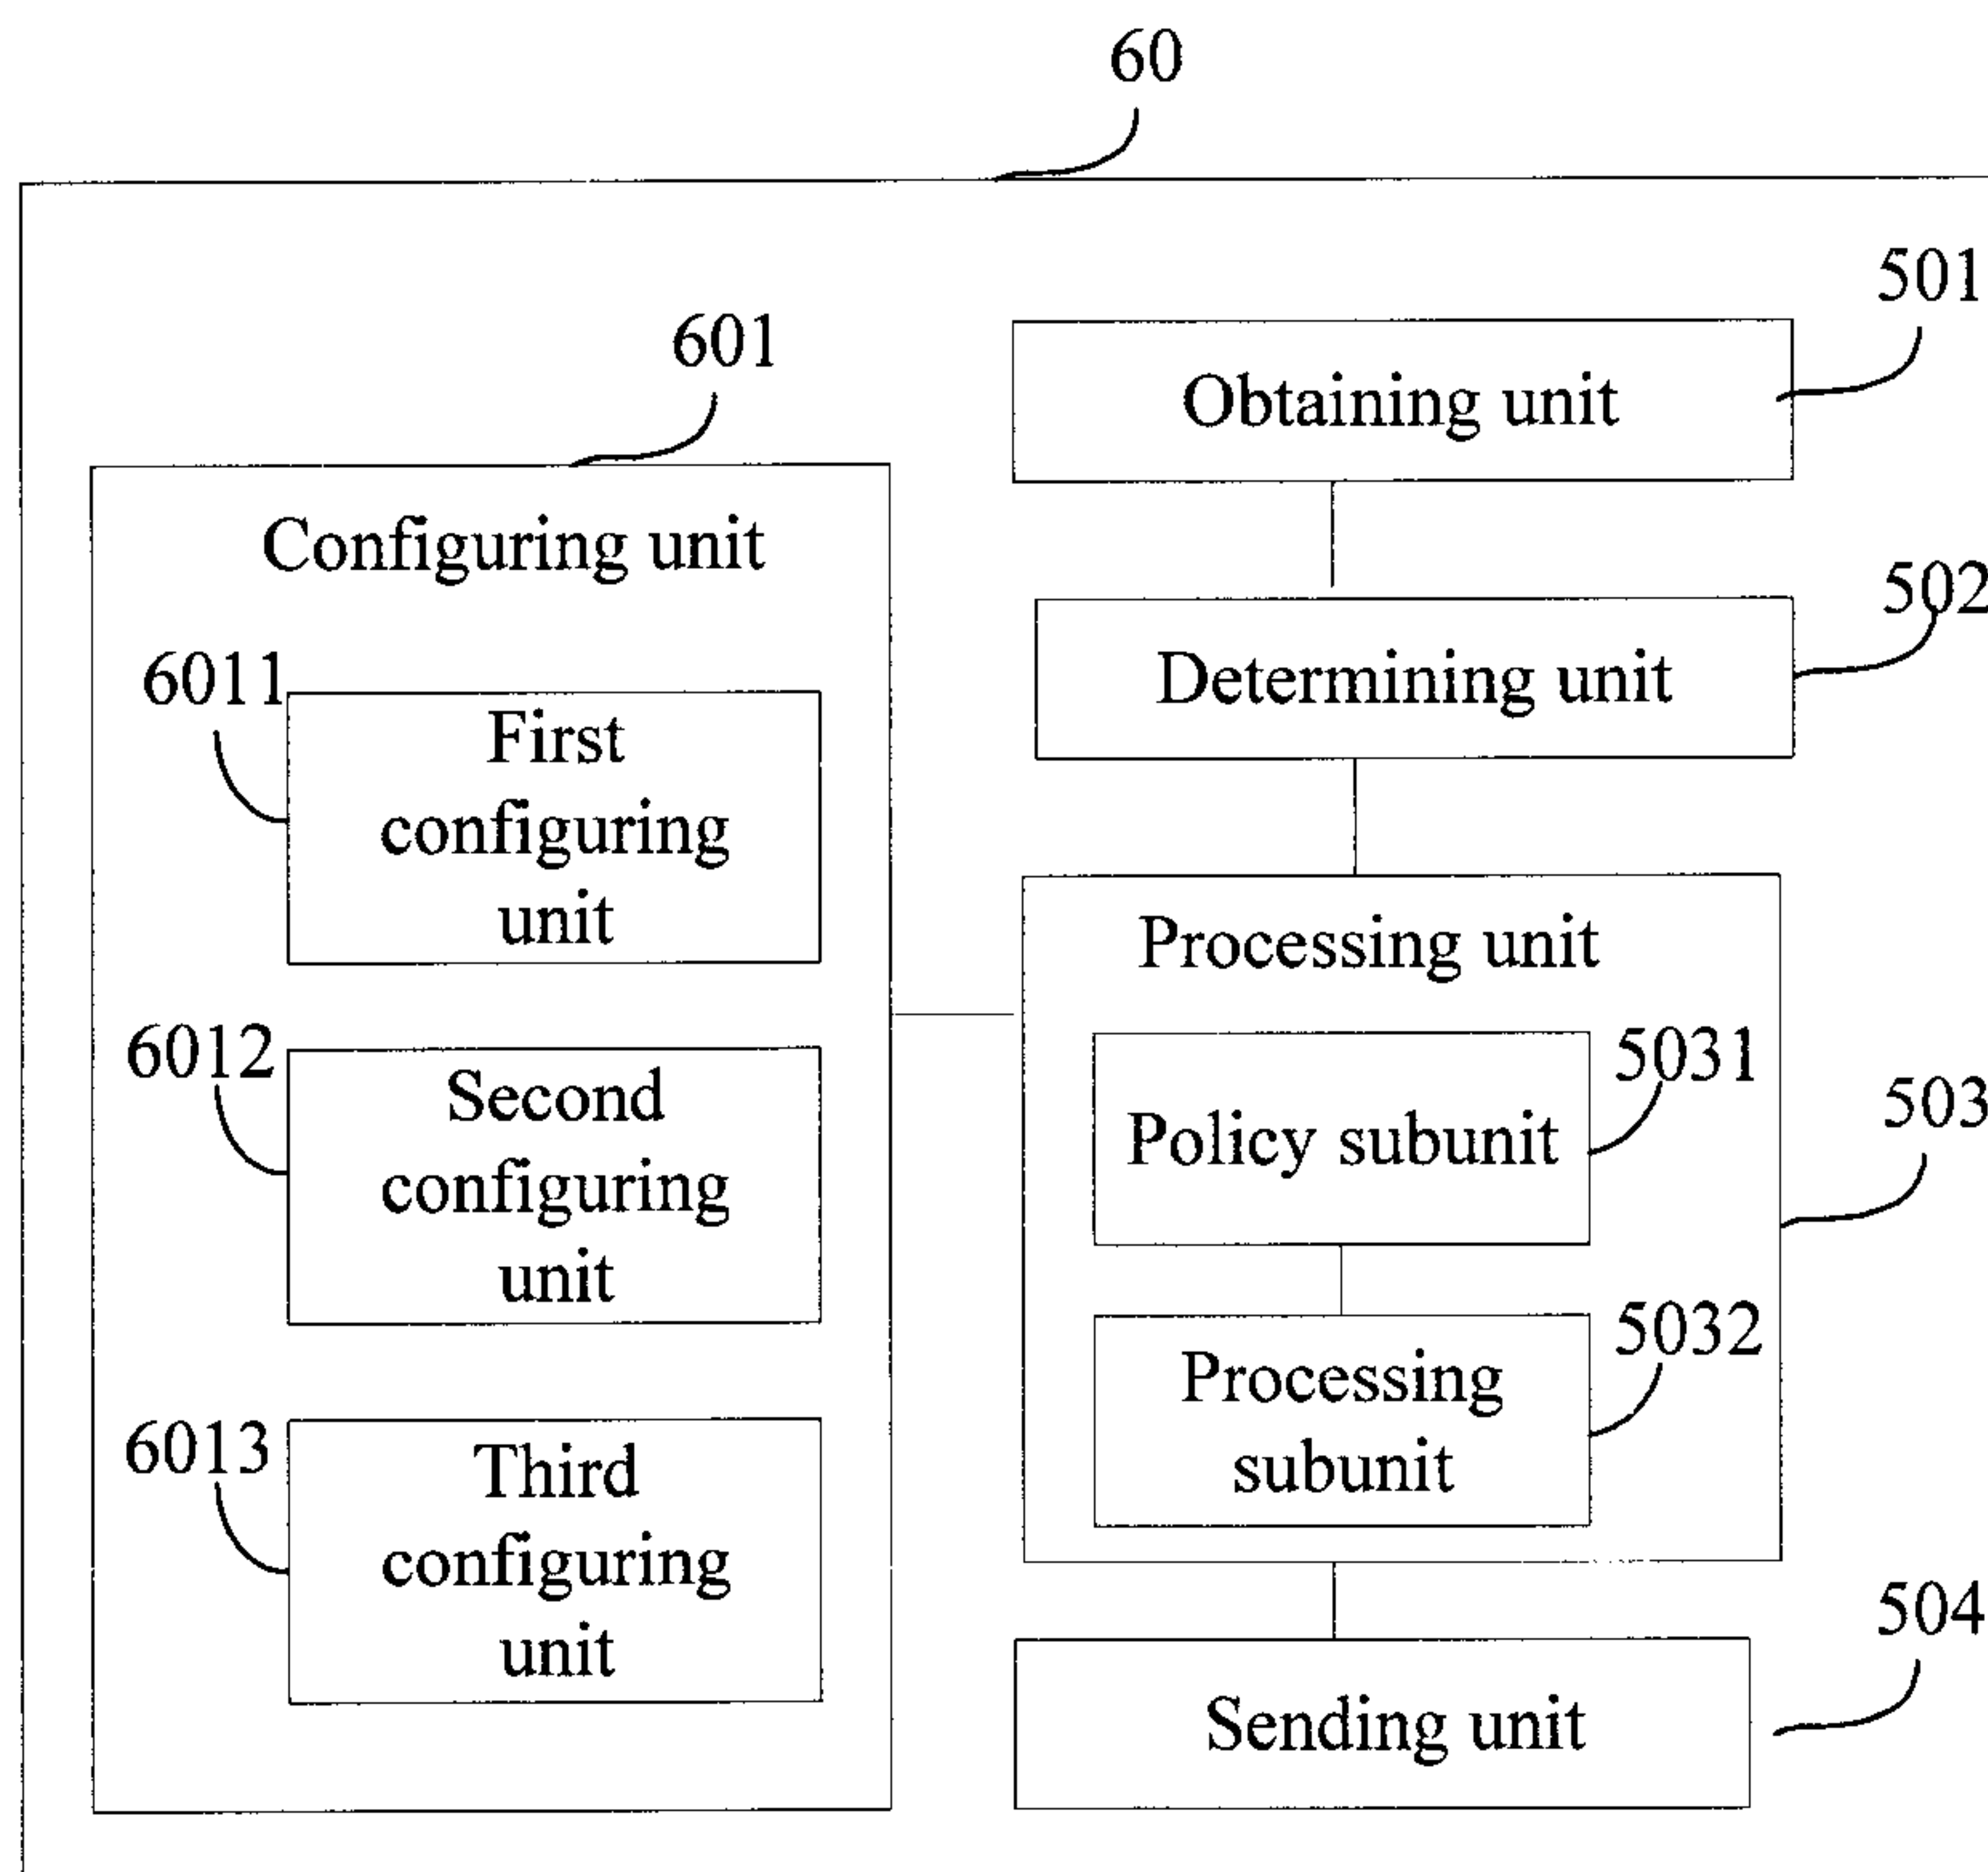 60
501
601
Obtaining unit
Configuring unit
502
Determining unit
6011
First
configuring
unit
Processing unit
6012
Second
configuring
unit
5031
Policy subunit
503
5032
Processing
subunit
6013
Third
configuring
unit
504
Sending unit